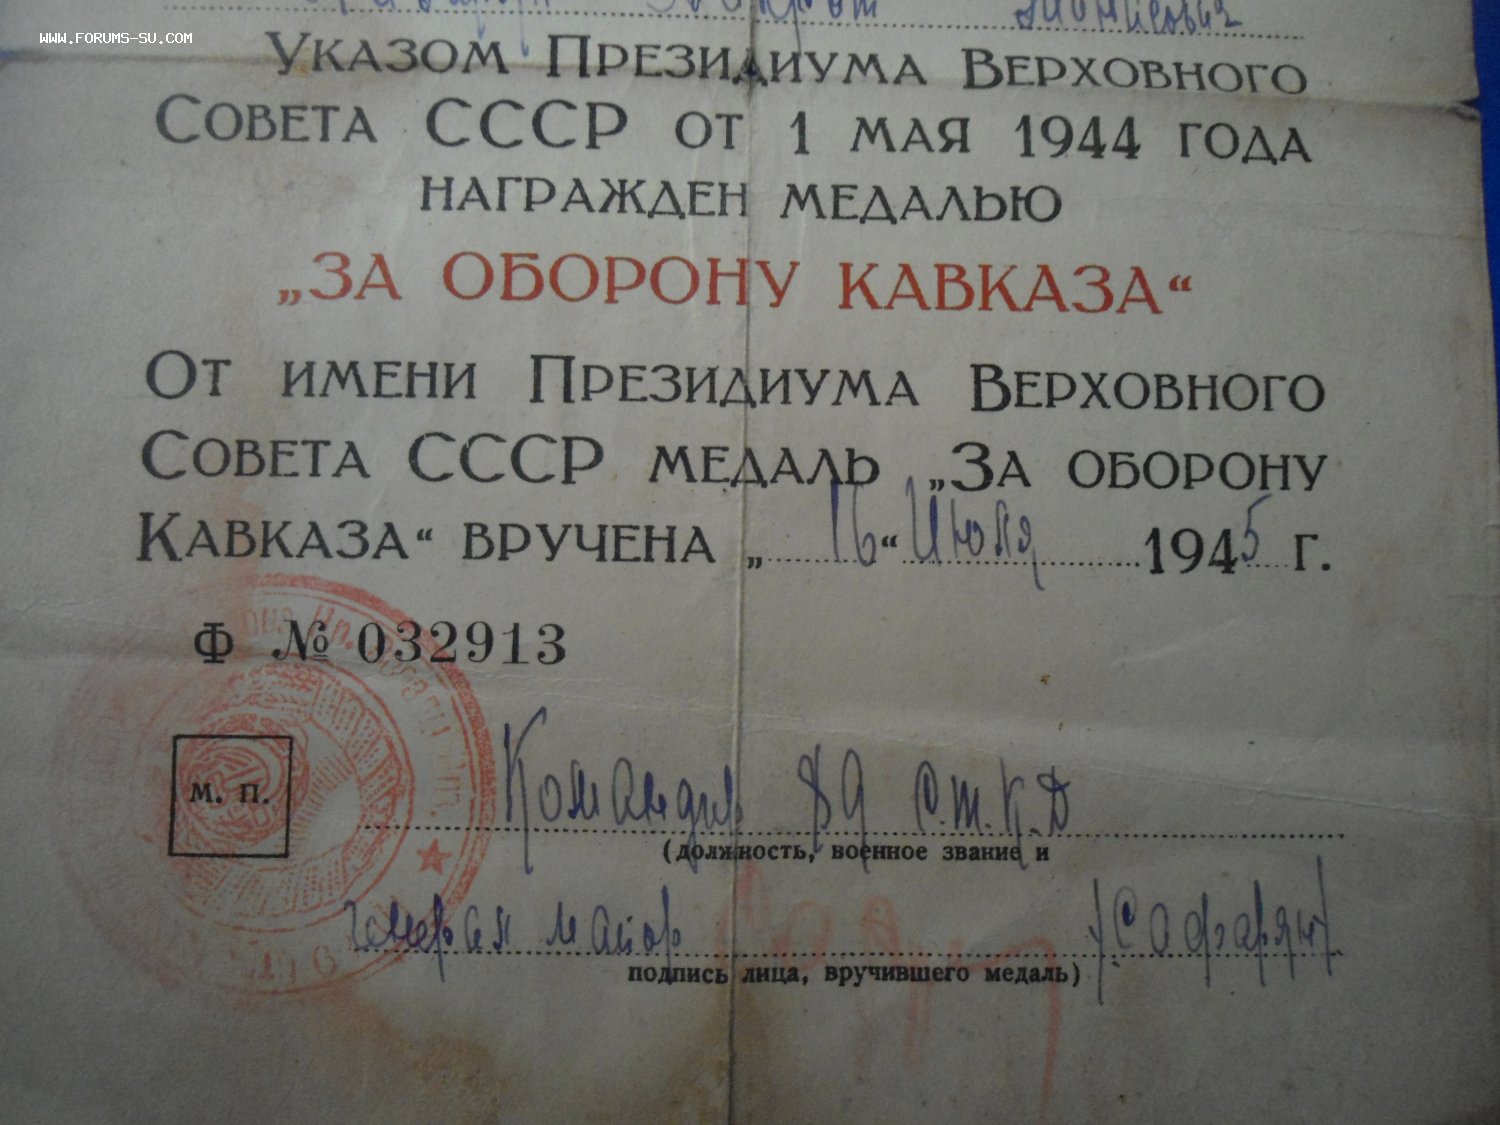 www.forums-su.com
Указом Президиума Верховного
Совета СССР от 1 мая 1944 года
награжден медалью
„ЗА ОБОРОНУ КАВКАЗА“
От имени Президиума Верховного
Совета СССР медаль „За оборону
Кавказа“ вручена „16“ Июля 1945 г.
Ф № 032913
М. П.
Командир 89 С.т.К.Д
(должность, военное звание и
генерал майор /Сафарян/
подпись лица, вручившего медаль)